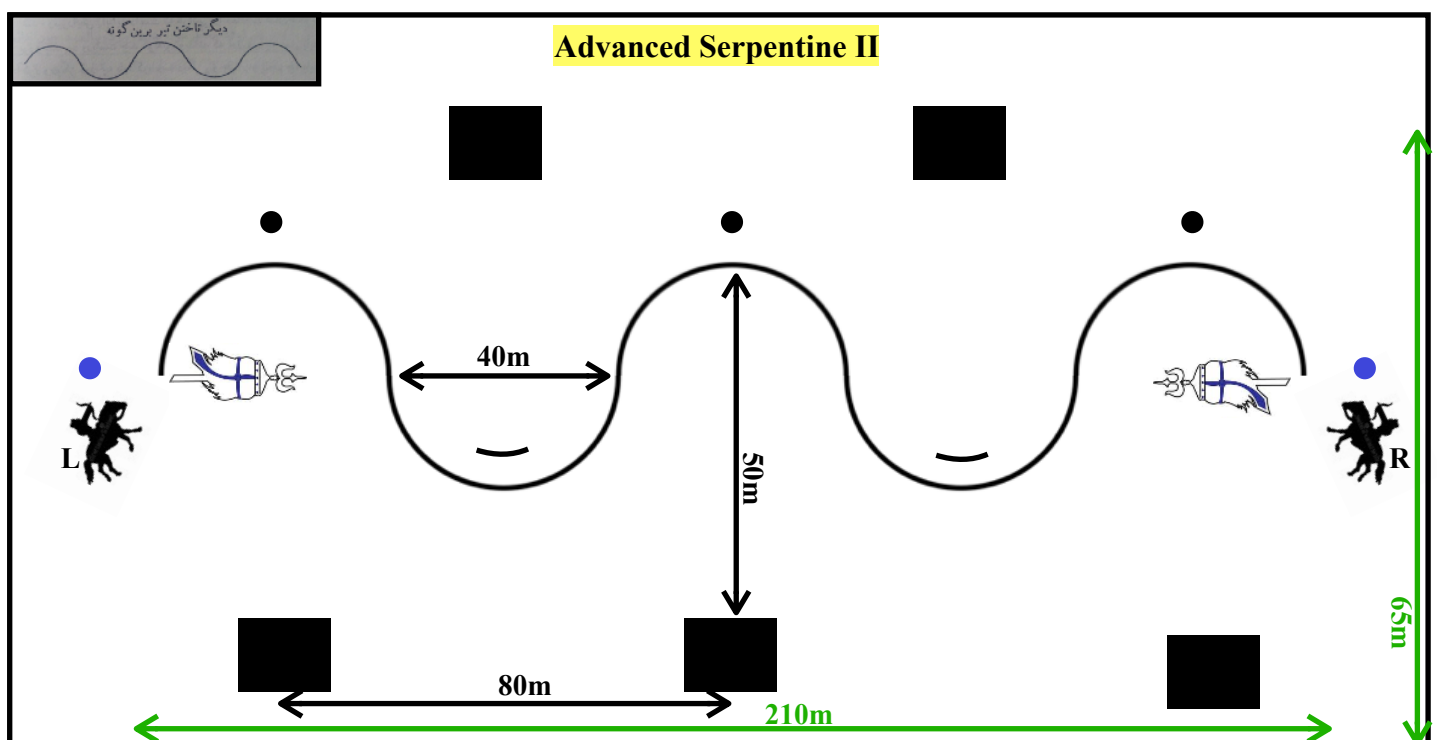 دیگر تاختن تیر برین گونه
Advanced Serpentine II
40m
50m
L
R
65m
80m
210m